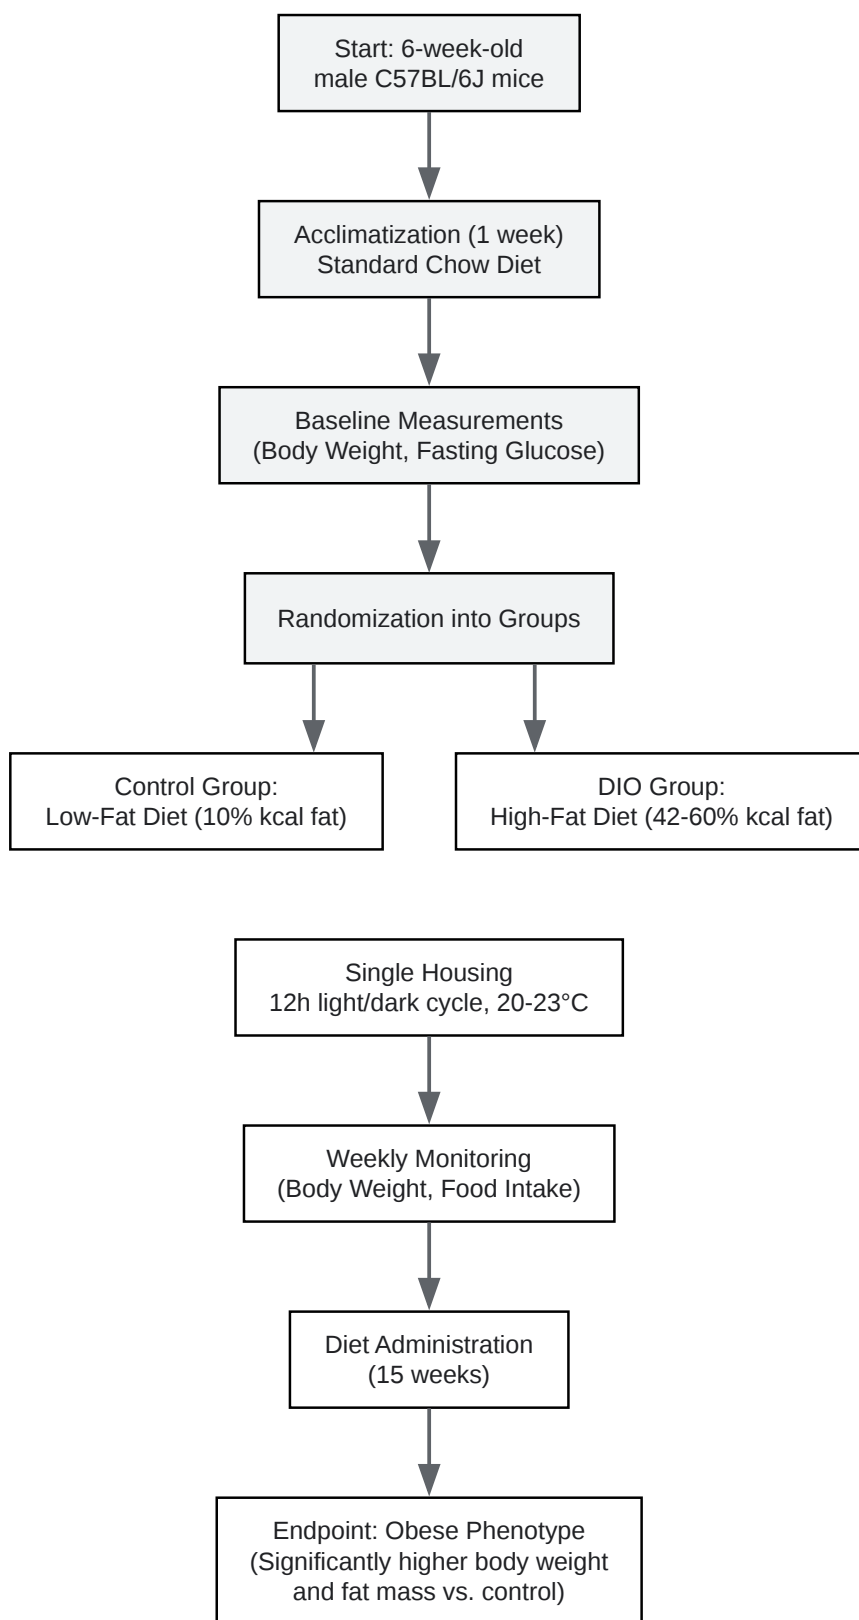 Start: 6-week-old
male C57BL/6J mice
Acclimatization (1 week)
Standard Chow Diet
Baseline Measurements
(Body Weight, Fasting Glucose)
Randomization into Groups
Control Group:
Low-Fat Diet (10% kcal fat)
DIO Group:
High-Fat Diet (42-60% kcal fat)
Single Housing
12h light/dark cycle, 20-23°C
Weekly Monitoring
(Body Weight, Food Intake)
Diet Administration
(15 weeks)
Endpoint: Obese Phenotype
(Significantly higher body weight
and fat mass vs. control)